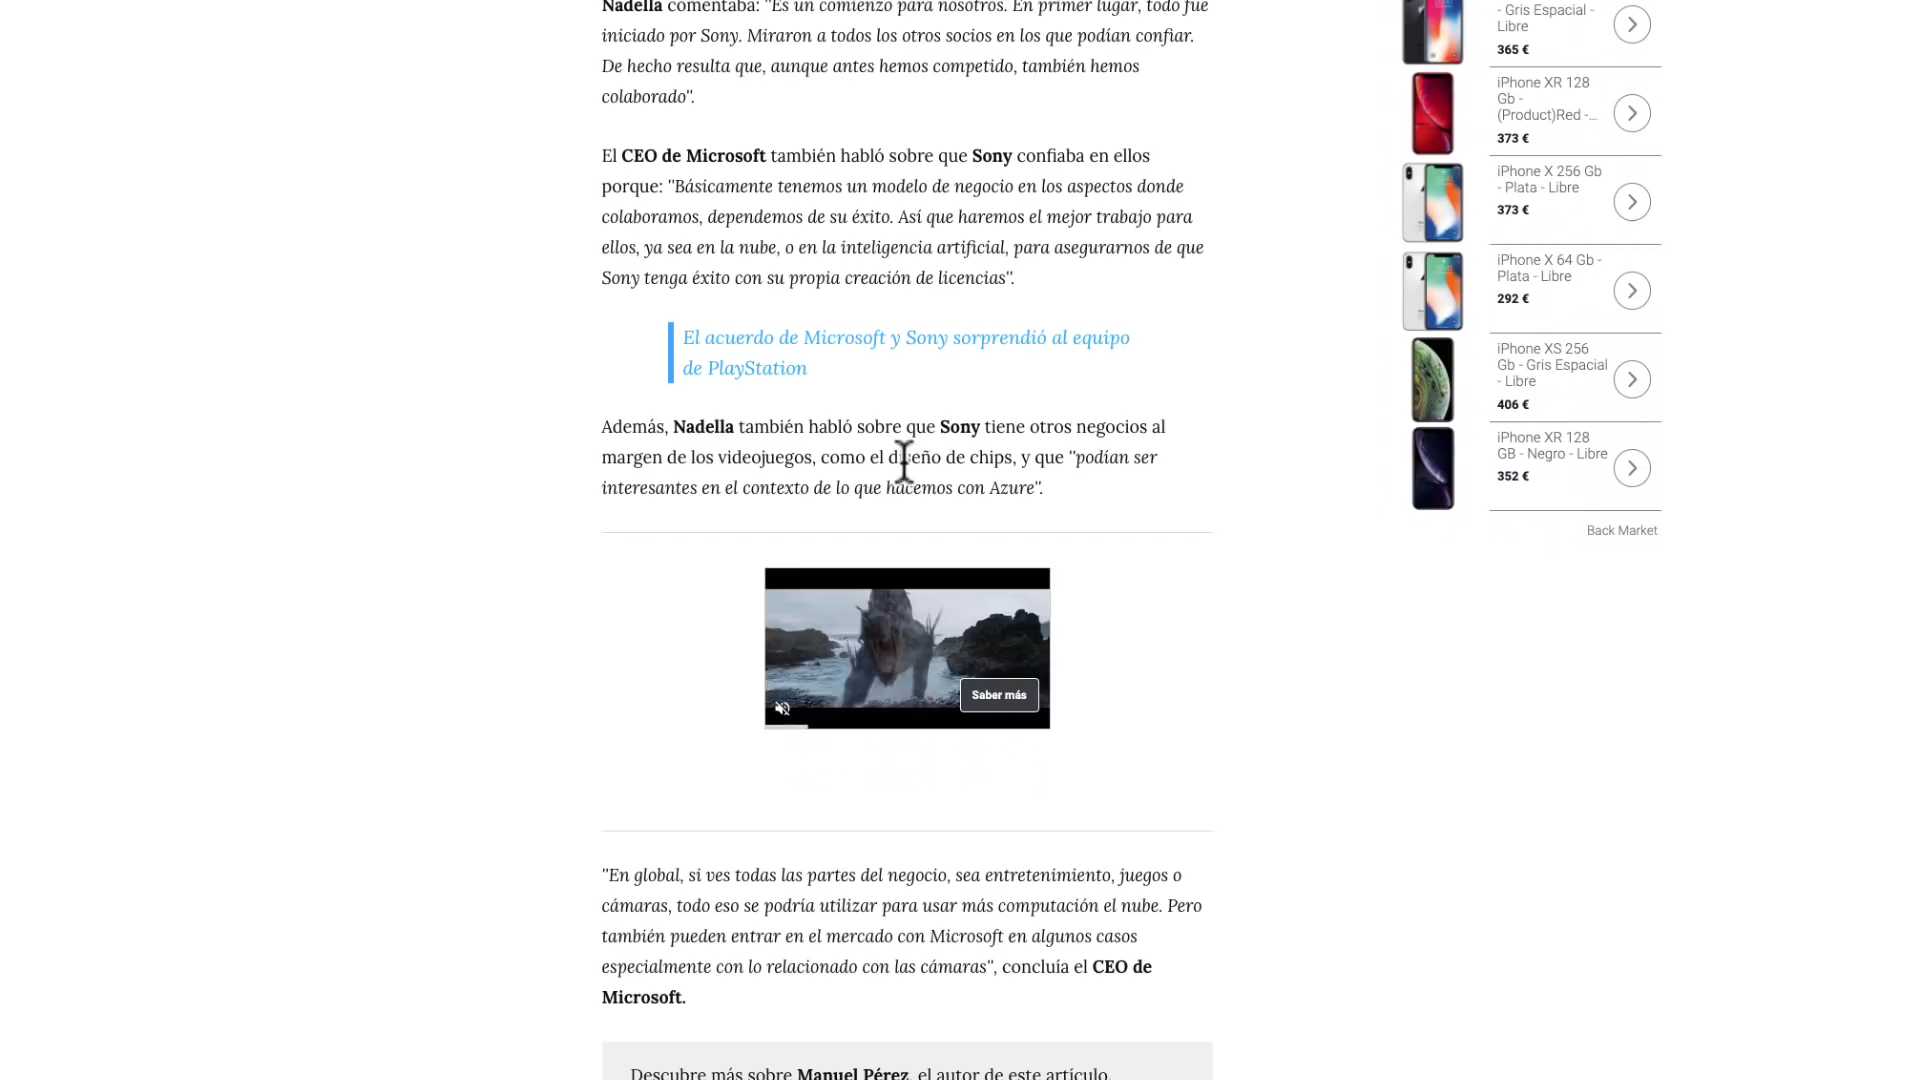 Nadella comentaba: "Es un comienzo para nosotros. En primer lugar, todo fue
iniciado por Sony. Miraron a todos los otros socios en los que podían confiar.
De hecho resulta que, aunque antes hemos competido, también hemos
colaborado".
El CEO de Microsoft también habló sobre que Sony confiaba en ellos
porque: "Básicamente tenemos un modelo de negocio en los aspectos donde
colaboramos, dependemos de su éxito. Así que haremos el mejor trabajo para
ellos, ya sea en la nube, o en la inteligencia artificial, para asegurarnos de que
Sony tenga éxito con su propia creación de licencias".
El acuerdo de Microsoft y Sony sorprendió al equipo
de PlayStation
Además, Nadella también habló sobre que Sony tiene otros negocios al
margen de los videojuegos, como el diseño de chips, y que "podían ser
interesantes en el contexto de lo que hacemos con Azure".
Saber más
"En global, si ves todas las partes del negocio, sea entretenimiento, juegos o
cámaras, todo eso se podría utilizar para usar más computación el nube. Pero
también pueden entrar en el mercado con Microsoft en algunos casos
especialmente con lo relacionado con las cámaras", concluía el CEO de
Microsoft.
Descubre más sobre Manuel Pérez, el autor de este artículo.
- Gris Espacial -
Libre
365 €
iPhone XR 128
Gb -
(Product)Red -...
373 €
iPhone X 256 Gb
- Plata - Libre
373 €
iPhone X 64 Gb -
Plata - Libre
292 €
iPhone XS 256
Gb - Gris Espacial
- Libre
406 €
iPhone XR 128
GB - Negro - Libre
352 €
Back Market